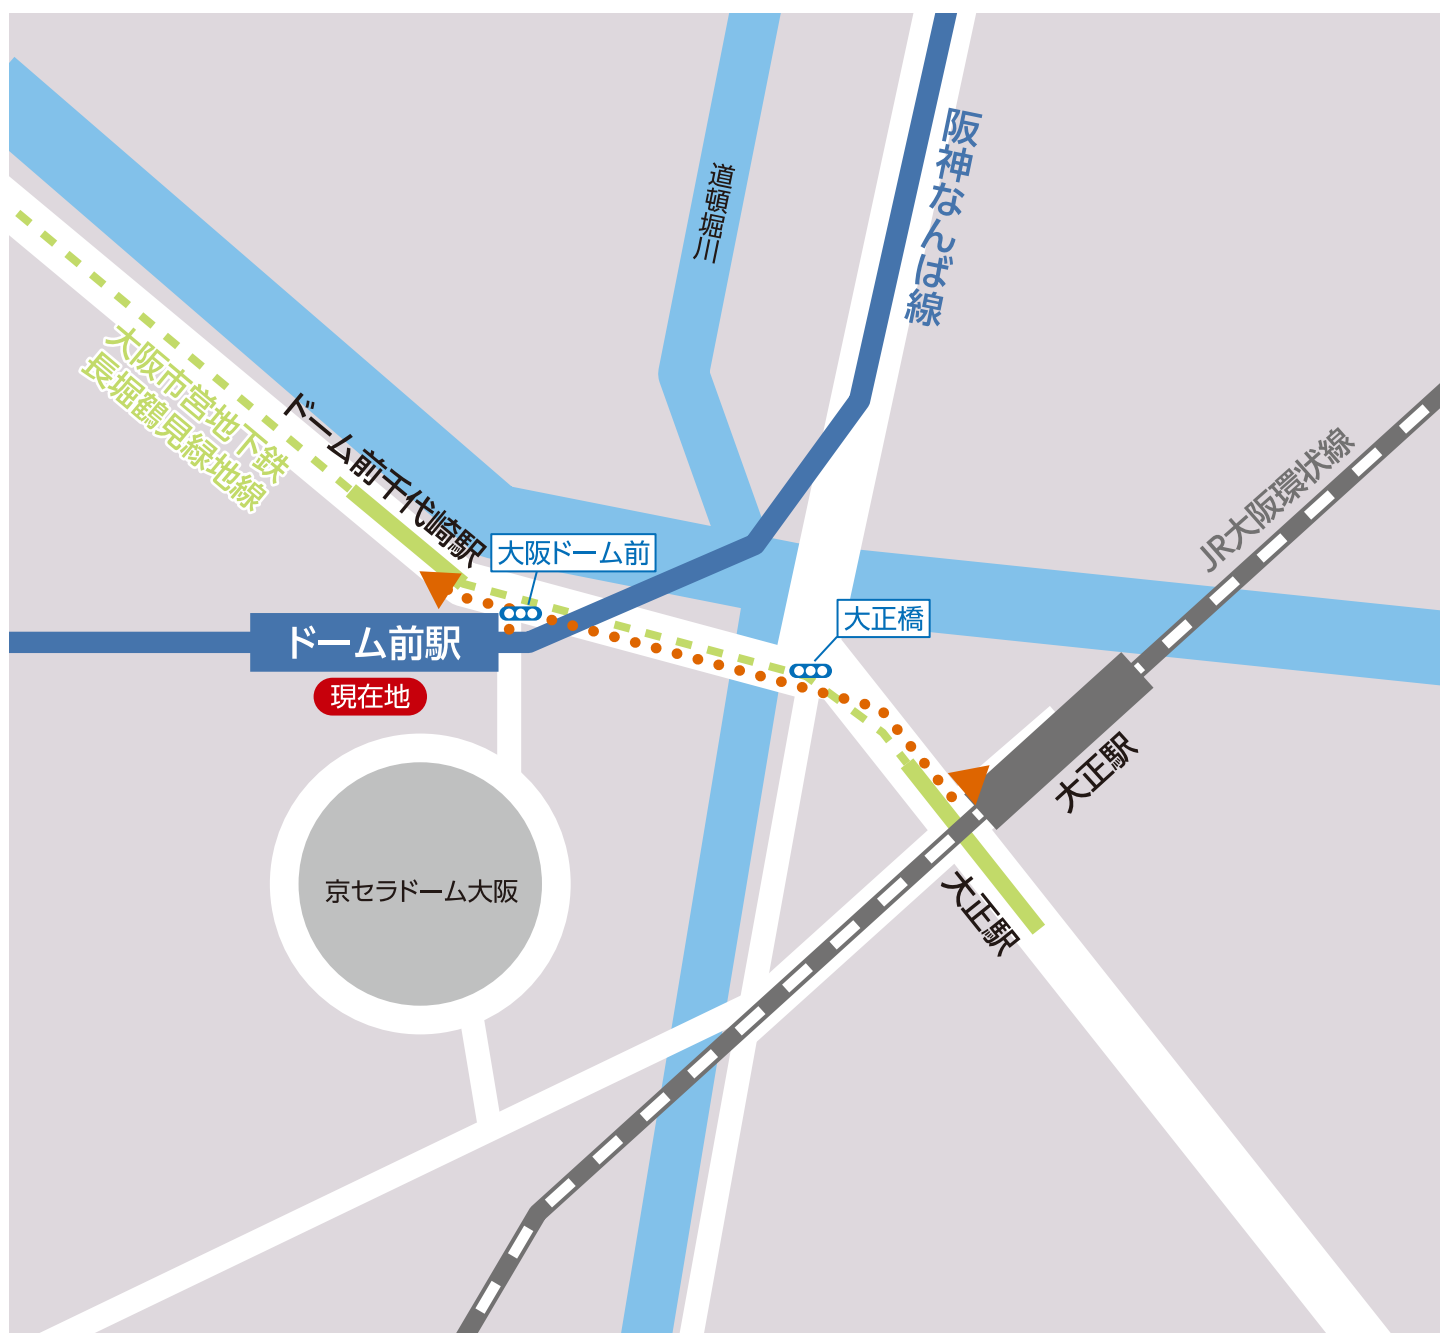 阪神なんば線
道頓堀川
大阪市営地下鉄
長堀鶴見緑地線
ドーム前千代崎駅
JR大阪環状線
大阪ドーム前
大正橋
ドーム前駅
現在地
大正駅
京セラドーム大阪
大正駅